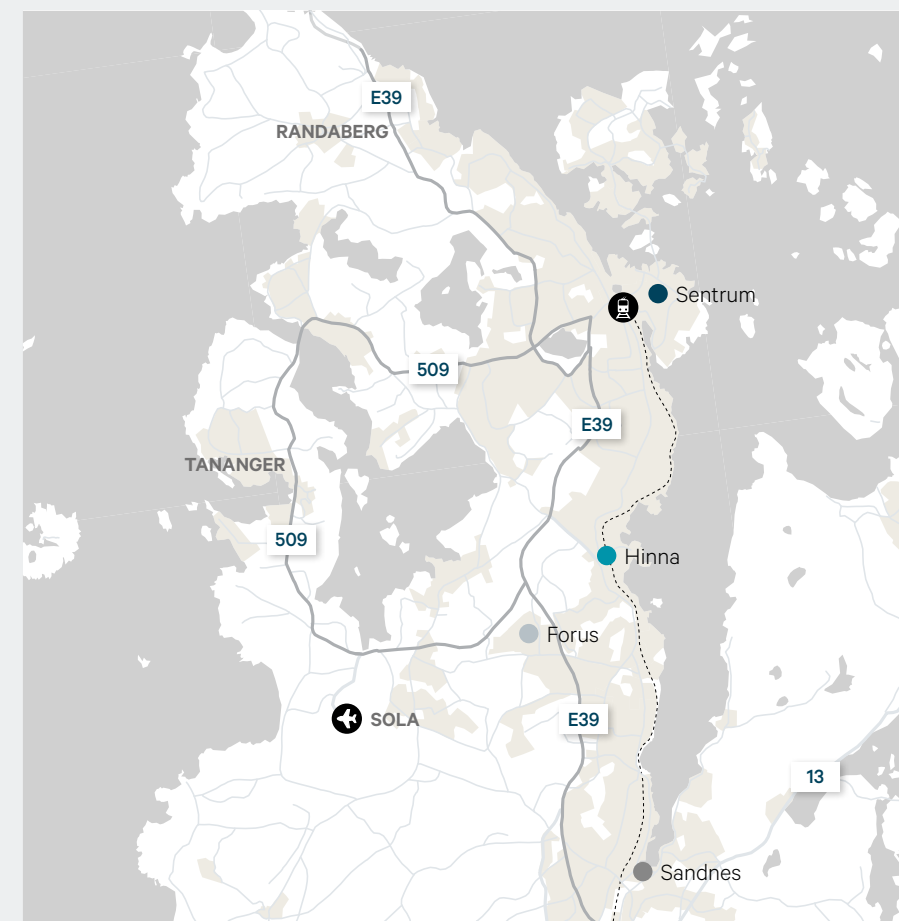 E39
RANDABERG
Sentrum
509
E39
TANANGER
509
Hinna
Forus
SOLA
E39
13
Sandnes